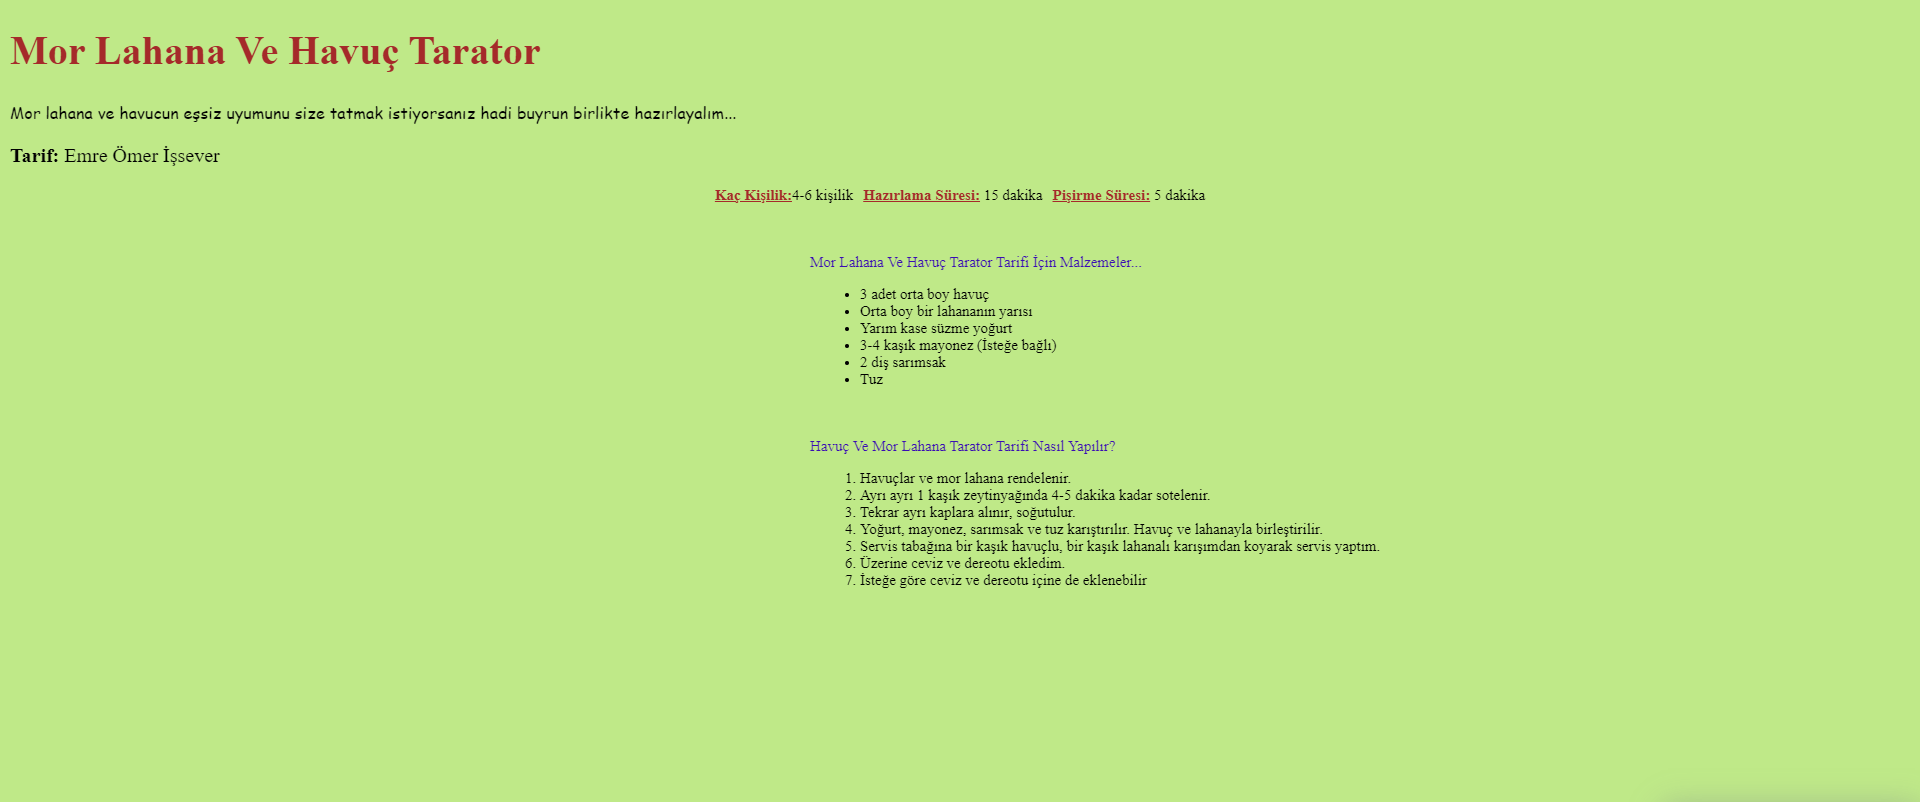 Mor Lahana Ve Havuç Tarator
Mor lahana ve havucun eşsiz uyumunu size tatmak istiyorsanız hadi buyrun birlikte hazırlayalım...
Tarif: Emre Ömer İşsever
Kaç Kişilik:4-6 kişilik Hazırlama Süresi: 15 dakika Pişirme Süresi: 5 dakika
Mor Lahana Ve Havuç Tarator Tarifi İçin Malzemeler...
• 3 adet orta boy havuç
• Orta boy bir lahananın yarısı
• Yarım kase süzme yoğurt
• 3-4 kaşık mayonez (İsteğe bağlı)
• 2 diş sarımsak
• Tuz
Havuç Ve Mor Lahana Tarator Tarifi Nasıl Yapılır?
1. Havuçlar ve mor lahana rendelenir.
2. Ayrı ayrı 1 kaşık zeytinyağında 4-5 dakika kadar sotelenir.
3. Tekrar ayrı kaplara alınır, soğutulur.
4. Yoğurt, mayonez, sarımsak ve tuz karıştırılır. Havuç ve lahanayla birleştirilir.
5. Servis tabağına bir kaşık havuçlu, bir kaşık lahanalı karışımdan koyarak servis yaptım.
6. Üzerine ceviz ve dereotu ekledim.
7. İsteğe göre ceviz ve dereotu içine de eklenebilir